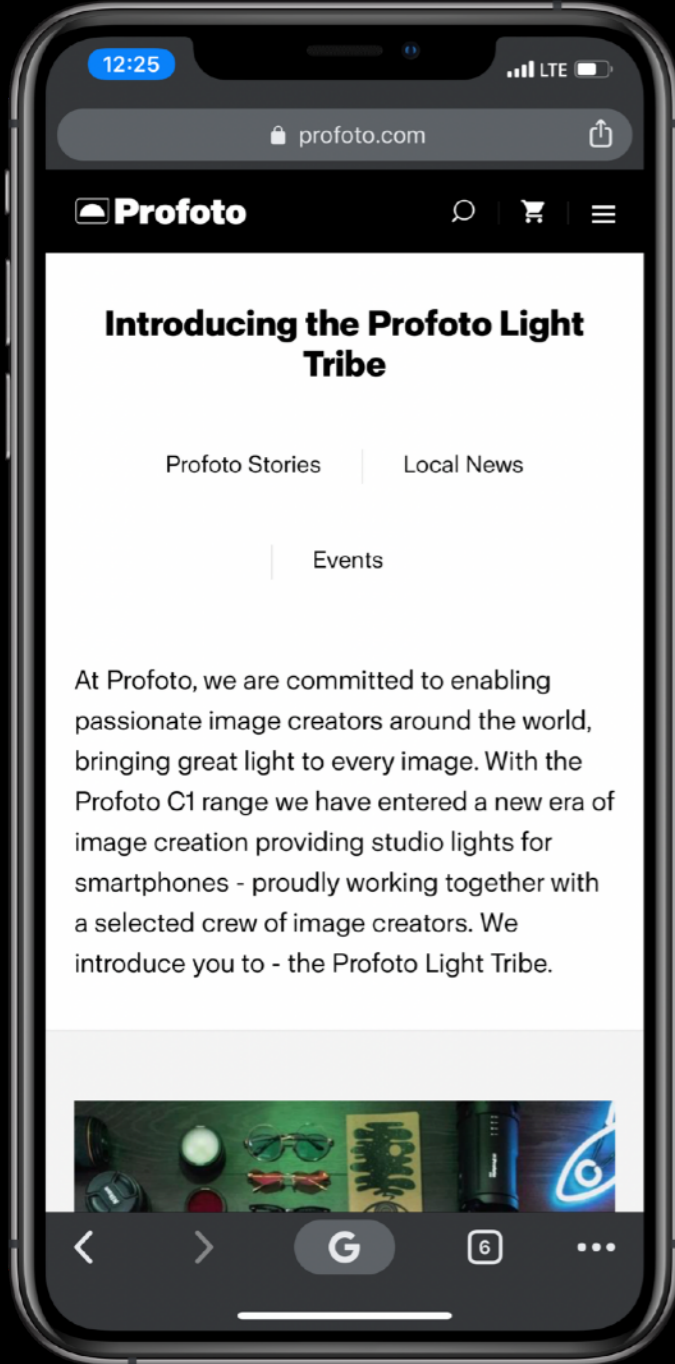 12:25
LTE
profoto.com
Profoto
Introducing the Profoto Light
Tribe
Profoto Stories
Local News
Events
At Profoto, we are committed to enabling
passionate image creators around the world,
bringing great light to every image. With the
Profoto C1 range we have entered a new era of
image creation providing studio lights for
smartphones - proudly working together with
a selected crew of image creators. We
introduce you to - the Profoto Light Tribe.
Nikon
G
6